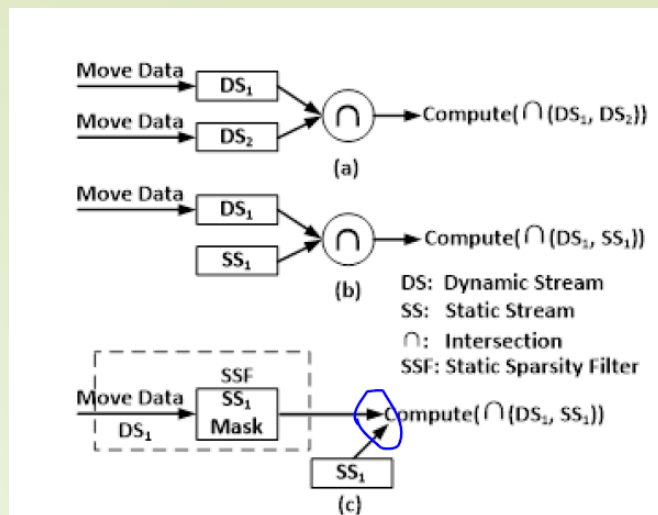 Move Data
DS₁
∩
Compute(∩(DS₁, DS₂))
Move Data
DS₂
(a)
Move Data
DS₁
∩
Compute(∩(DS₁, SS₁))
SS₁
(b)
DS: Dynamic Stream
SS: Static Stream
∩: Intersection
SSF: Static Sparsity Filter
SSF
Move Data
SS₁
Mask
DS₁
Compute(∩(DS₁, SS₁))
SS₁
(c)